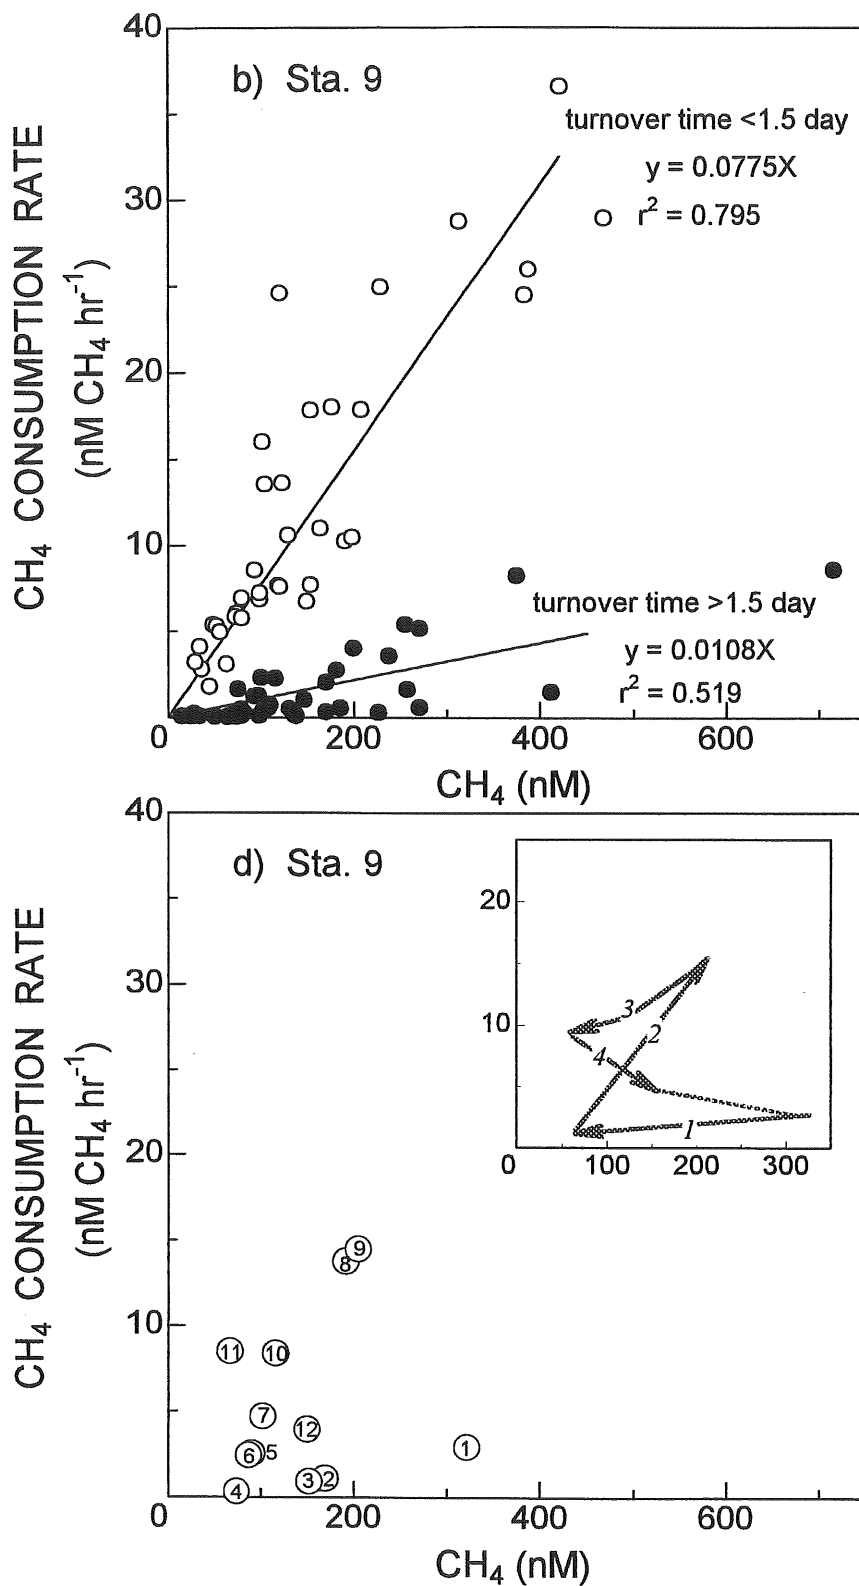 b) Sta. 9
40
30
20
10
CH₄ CONSUMPTION RATE
(nM CH₄ hr⁻¹)
turnover time <1.5 day
y = 0.0775X
r² = 0.795
turnover time >1.5 day
y = 0.0108X
r² = 0.519
0 200 400 600
CH₄ (nM)
d) Sta. 9
40
30
20
10
CH₄ CONSUMPTION RATE
(nM CH₄ hr⁻¹)
20
10
3
2
4
1
0 100 200 300
9
8
11 10
7
12
6 5
1
4 3 2
0 200 400 600
CH₄ (nM)